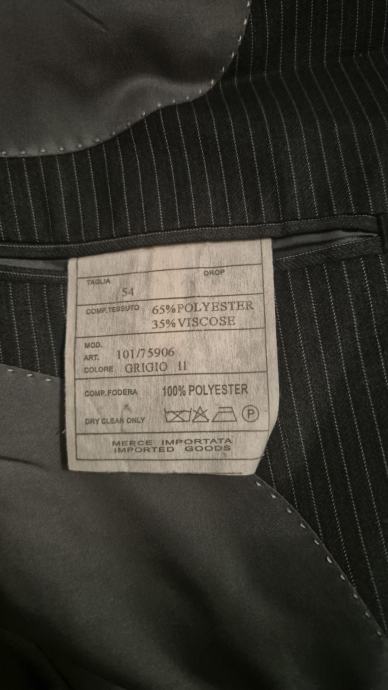 TAGLIA 54 DROP
COMP.TESSUTO 65%POLYESTER
35%VISCOSE
MOD.
ART. 101/75906
COLORE GRIGIO 11
COMP.FODERA 100% POLYESTER
DRY CLEAN ONLY P
MERCE IMPORTATA
IMPORTED GOODS